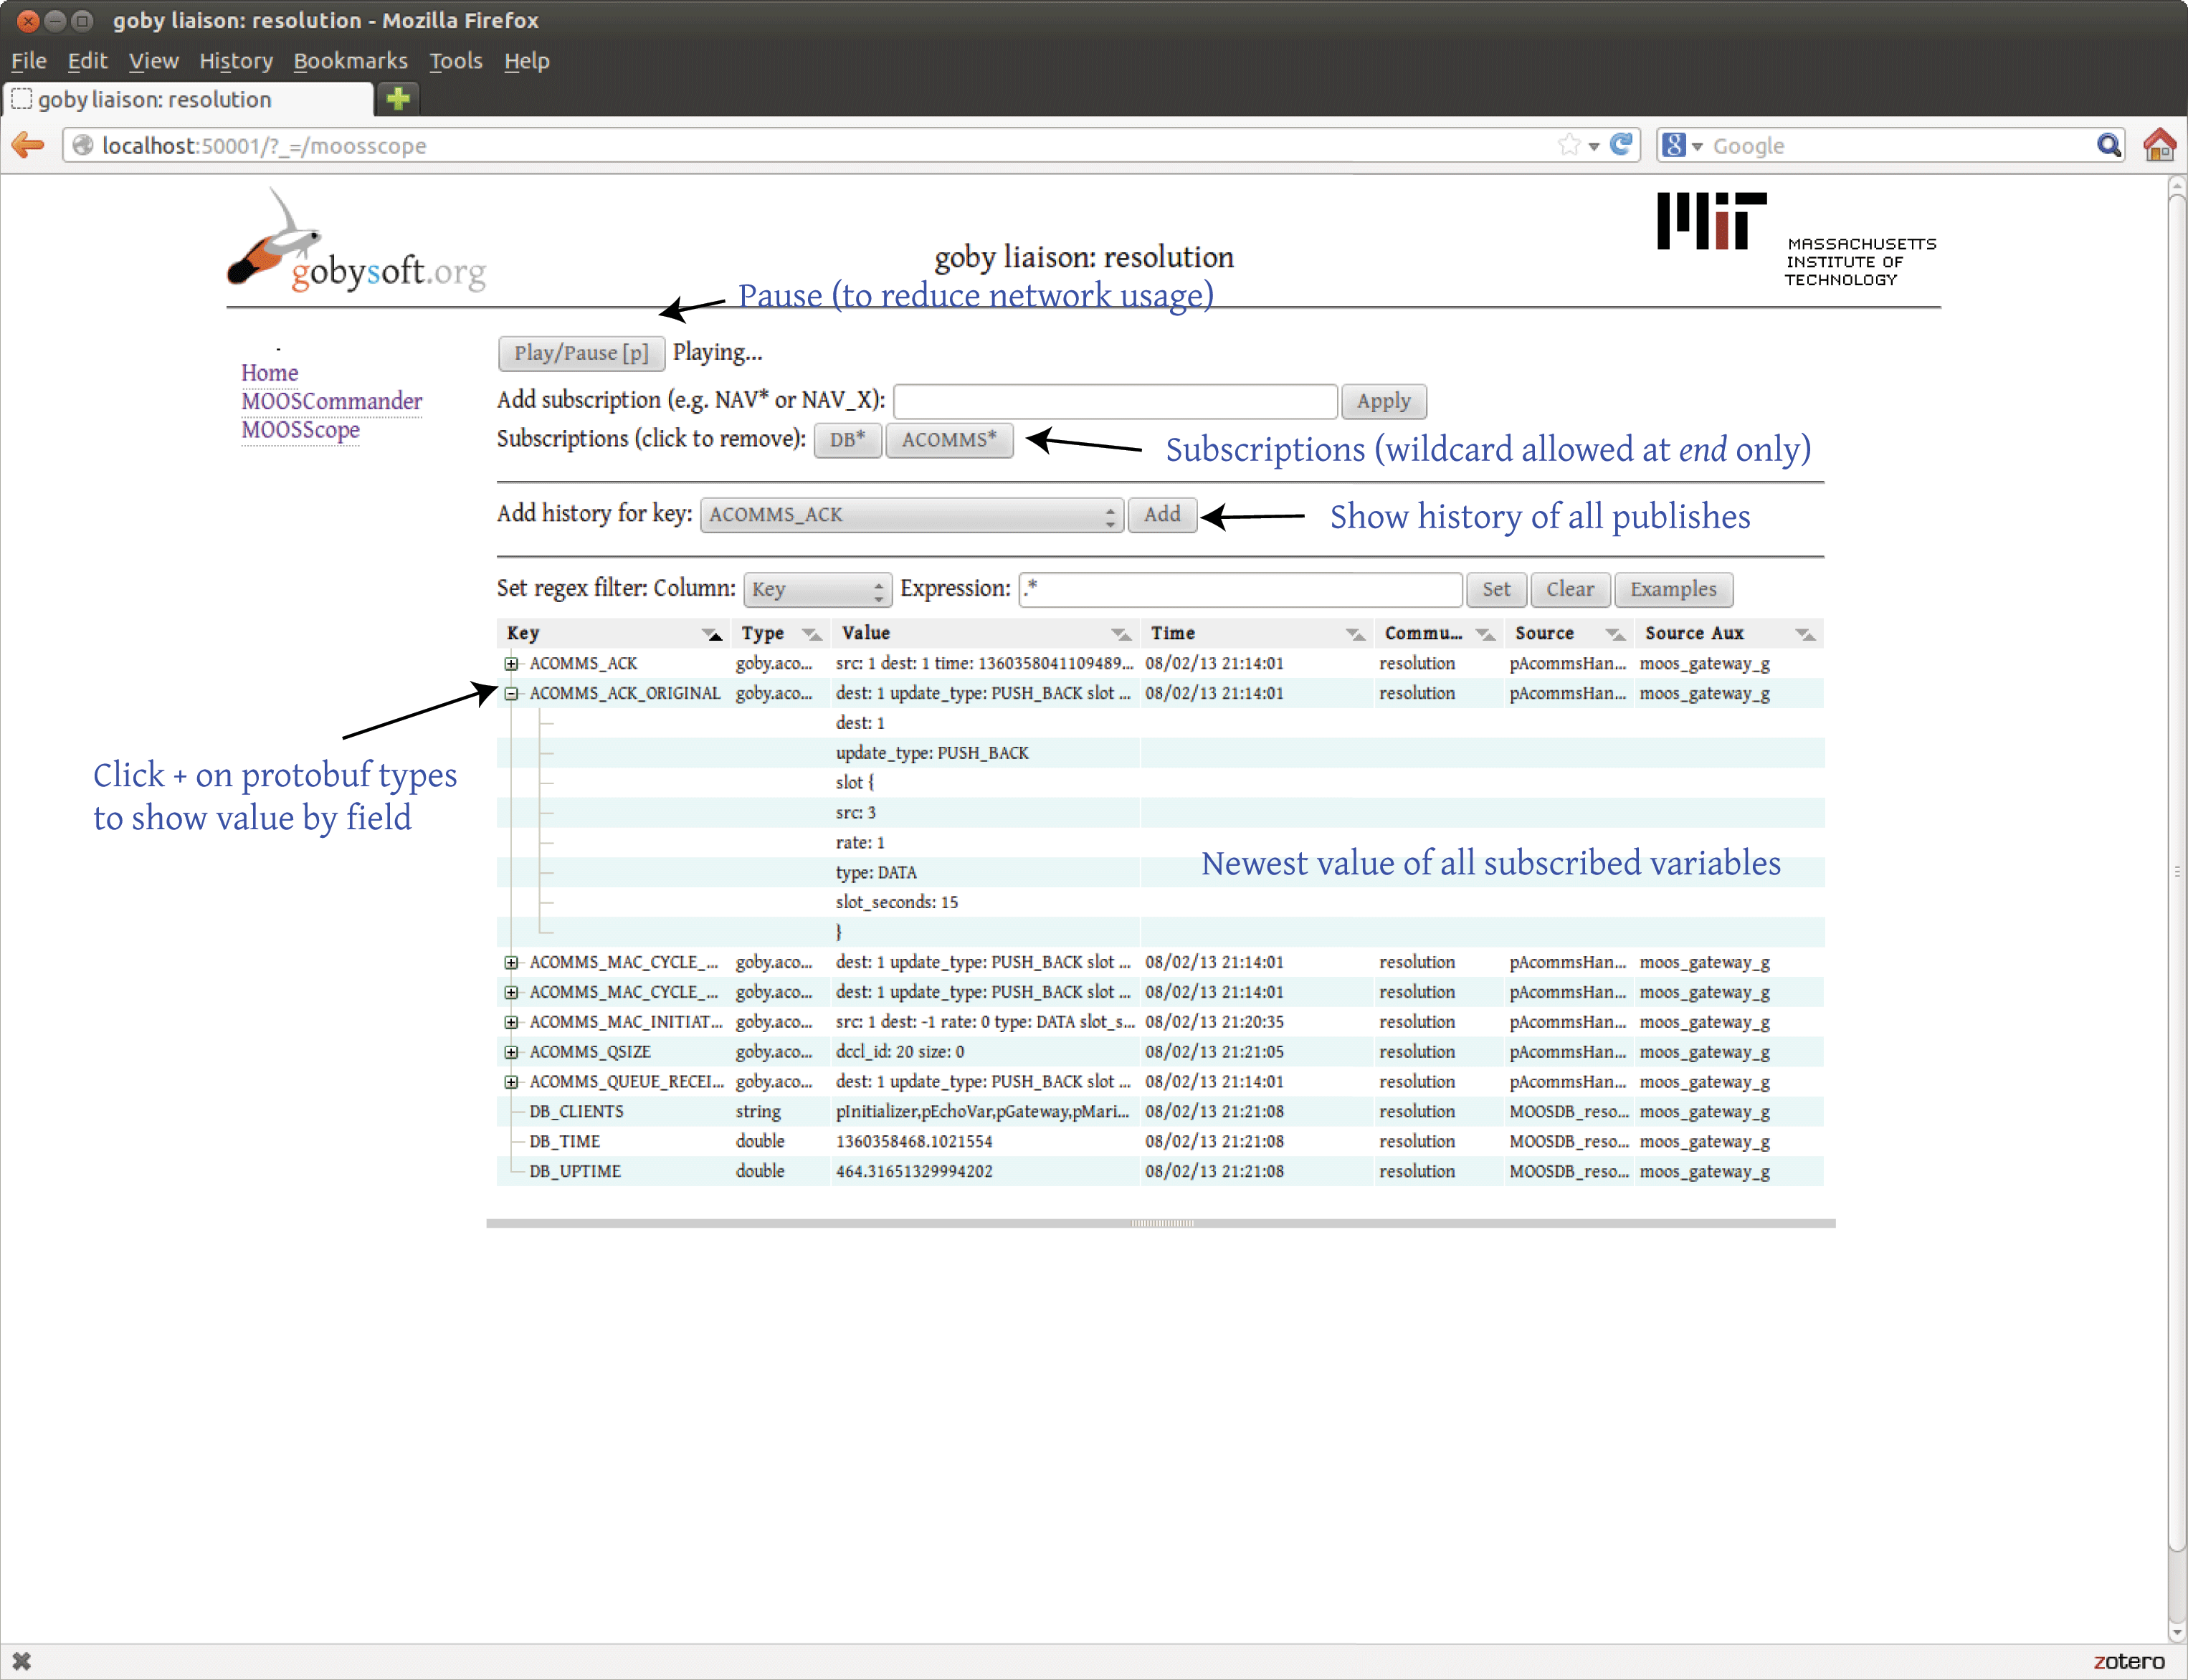 goby liaison: resolution - Mozilla Firefox
File Edit View History Bookmarks Tools Help
goby liaison: resolution
localhost:50001/?_=/moosscope
8 Google
gobysoft.org
goby liaison: resolution
MIT
MASSACHUSETTS
INSTITUTE OF
TECHNOLOGY
Pause (to reduce network usage)
Home
MOOSCommander
MOOSScope
Play/Pause [p] Playing...
Add subscription (e.g. NAV* or NAV_X): Apply
Subscriptions (click to remove): DB* ACOMMS*
Subscriptions (wildcard allowed at end only)
Add history for key: ACOMMS_ACK Add
Show history of all publishes
Set regex filter: Column: Key Expression: .* Set Clear Examples
Key Type Value Time Commu... Source Source Aux
ACOMMS_ACK goby.aco... src: 1 dest: 1 time: 1360358041109489... 08/02/13 21:14:01 resolution pAcommsHan... moos_gateway_g
ACOMMS_ACK_ORIGINAL goby.aco... dest: 1 update_type: PUSH_BACK slot ... 08/02/13 21:14:01 resolution pAcommsHan... moos_gateway_g
dest: 1
update_type: PUSH_BACK
slot {
src: 3
rate: 1
type: DATA
slot_seconds: 15
}
Click + on protobuf types
to show value by field
Newest value of all subscribed variables
ACOMMS_MAC_CYCLE_... goby.aco... dest: 1 update_type: PUSH_BACK slot ... 08/02/13 21:14:01 resolution pAcommsHan... moos_gateway_g
ACOMMS_MAC_CYCLE_... goby.aco... dest: 1 update_type: PUSH_BACK slot ... 08/02/13 21:14:01 resolution pAcommsHan... moos_gateway_g
ACOMMS_MAC_INITIAT... goby.aco... src: 1 dest: -1 rate: 0 type: DATA slot_s... 08/02/13 21:20:35 resolution pAcommsHan... moos_gateway_g
ACOMMS_QSIZE goby.aco... dccl_id: 20 size: 0 08/02/13 21:21:05 resolution pAcommsHan... moos_gateway_g
ACOMMS_QUEUE_RECEI... goby.aco... dest: 1 update_type: PUSH_BACK slot ... 08/02/13 21:14:01 resolution pAcommsHan... moos_gateway_g
DB_CLIENTS string pInitializer,pEchoVar,pGateway,pMari... 08/02/13 21:21:08 resolution MOOSDB_reso... moos_gateway_g
DB_TIME double 1360358468.1021554 08/02/13 21:21:08 resolution MOOSDB_reso... moos_gateway_g
DB_UPTIME double 464.31651329994202 08/02/13 21:21:08 resolution MOOSDB_reso... moos_gateway_g
zotero